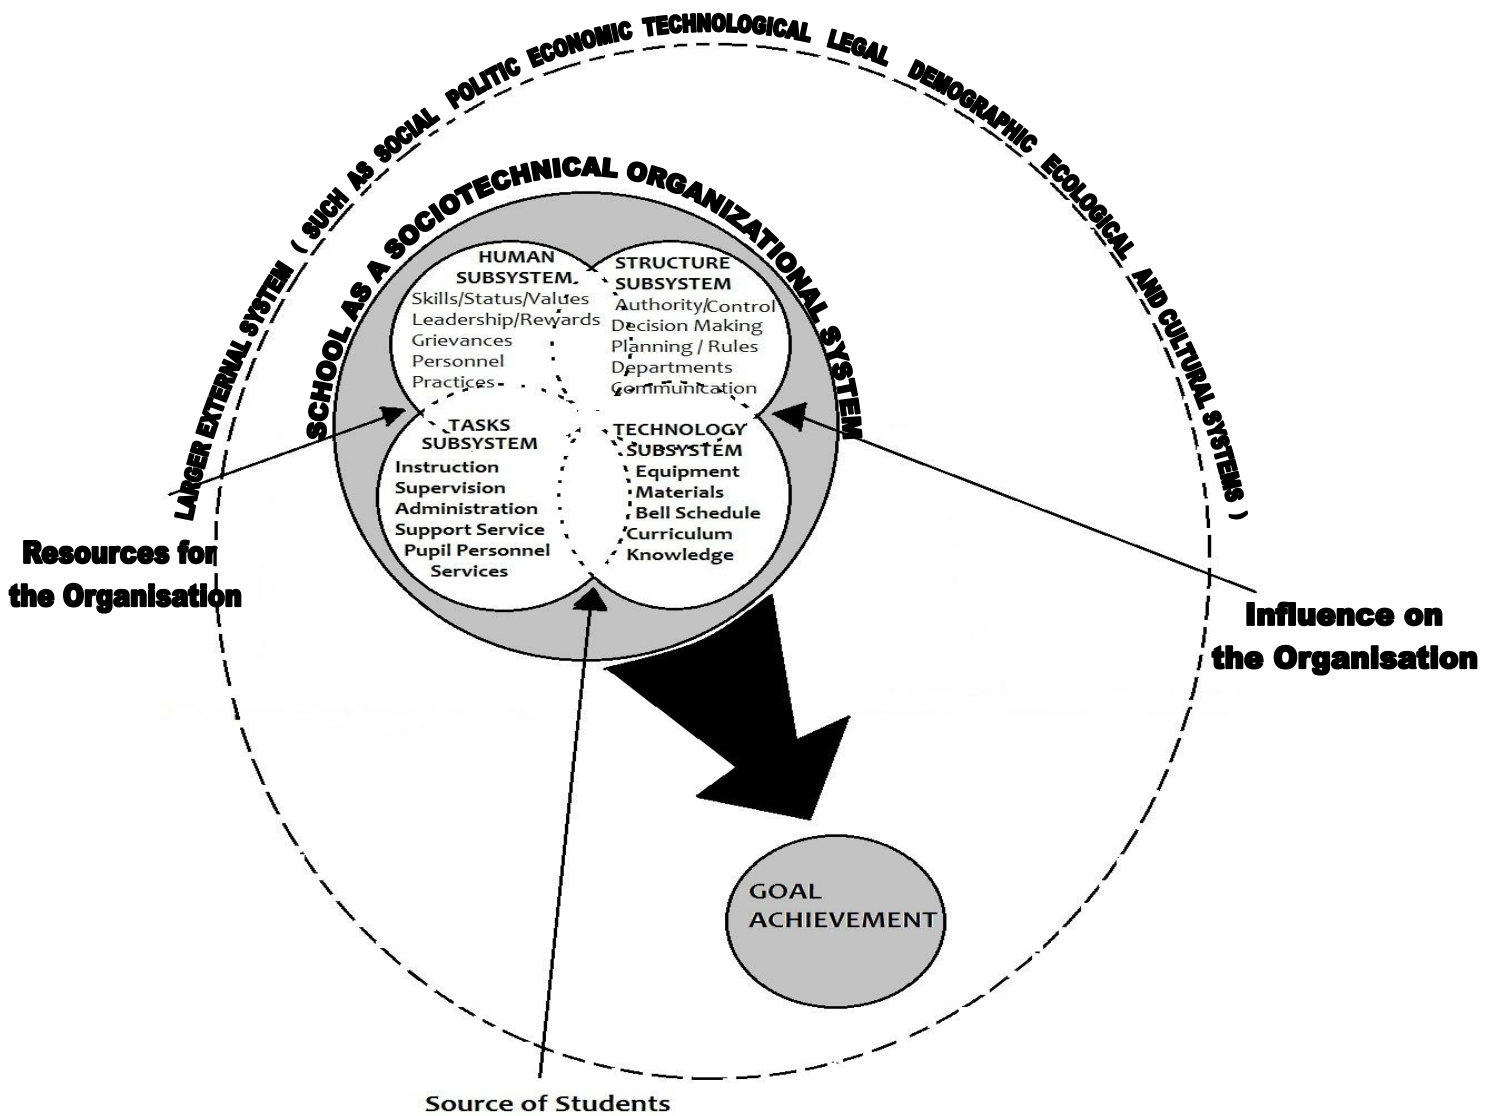 LARGER EXTERNAL SYSTEM ( SUCH AS SOCIAL POLITIC ECONOMIC TECHNOLOGICAL LEGAL DEMOGRAPHIC ECOLOGICAL AND CULTURAL SYSTEMS )
SCHOOL AS A SOCIOTECHNICAL ORGANIZATIONAL SYSTEM
HUMAN
SUBSYSTEM
Skills/Status/Values
Leadership/Rewards
Grievances
Personnel
Practices
STRUCTURE
SUBSYSTEM
Authority/Control
Decision Making
Planning / Rules
Departments
Communication
TASKS
SUBSYSTEM
Instruction
Supervision
Administration
Support Service
Pupil Personnel
Services
TECHNOLOGY
SUBSYSTEM
Equipment
Materials
Bell Schedule
Curriculum
Knowledge
Resources for
the Organisation
Influence on
the Organisation
GOAL
ACHIEVEMENT
Source of Students